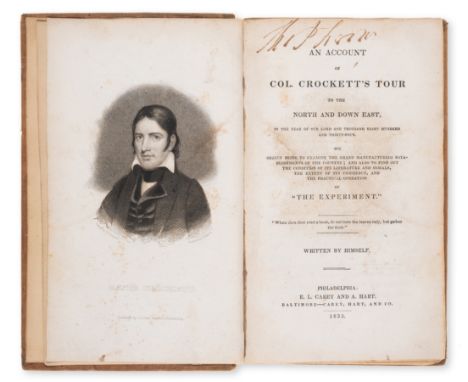 DAVID CROCKETT.
AN ACCOUNT
OF
COL. CROCKETT'S TOUR
TO THE
NORTH AND DOWN EAST,
IN THE YEAR OF OUR LORD ONE THOUSAND EIGHT HUNDRED
AND THIRTY-FOUR.
HIS
OBJECT BEING TO EXAMINE THE GRAND MANUFACTURING ESTA-
BLISHMENTS OF THE COUNTRY; AND ALSO TO FIND OUT
THE CONDITION OF ITS LITERATURE AND MORALS,
THE EXTENT OF ITS COMMERCE, AND
THE PRACTICAL OPERATION
OF
"THE EXPERIMENT."
WRITTEN BY HIMSELF.
PHILADELPHIA:
E. L. CAREY AND A. HART.
BALTIMORE:—CAREY, HART, AND CO.
1835.